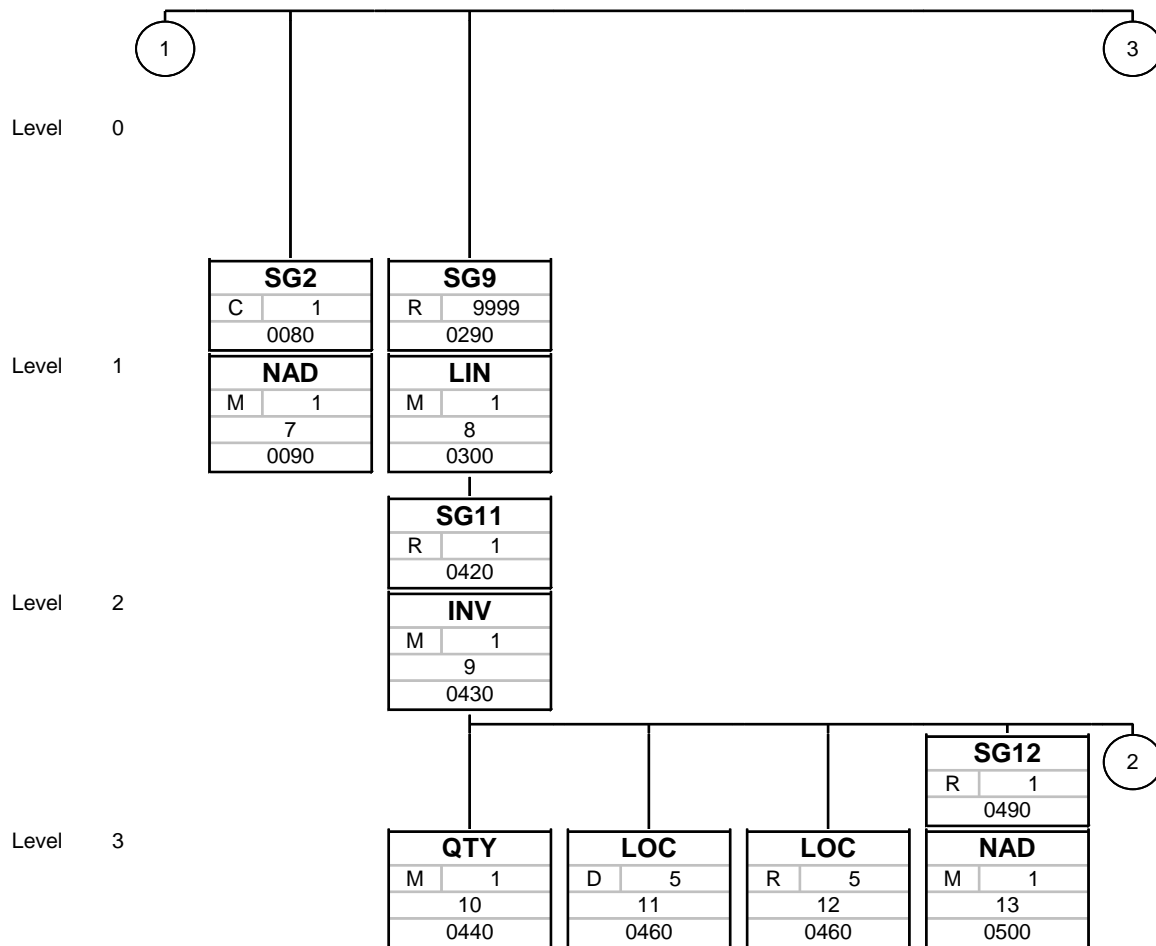 1 3
Level 0
SG2 SG9
C 1 R 9999
0080 0290
Level 1
NAD LIN
M 1 M 1
7 8
0090 0300
SG11
R 1
0420
Level 2
INV
M 1
9
0430
SG12 2
R 1
0490
Level 3
QTY LOC LOC NAD
M 1 D 5 R 5 M 1
10 11 12 13
0440 0460 0460 0500